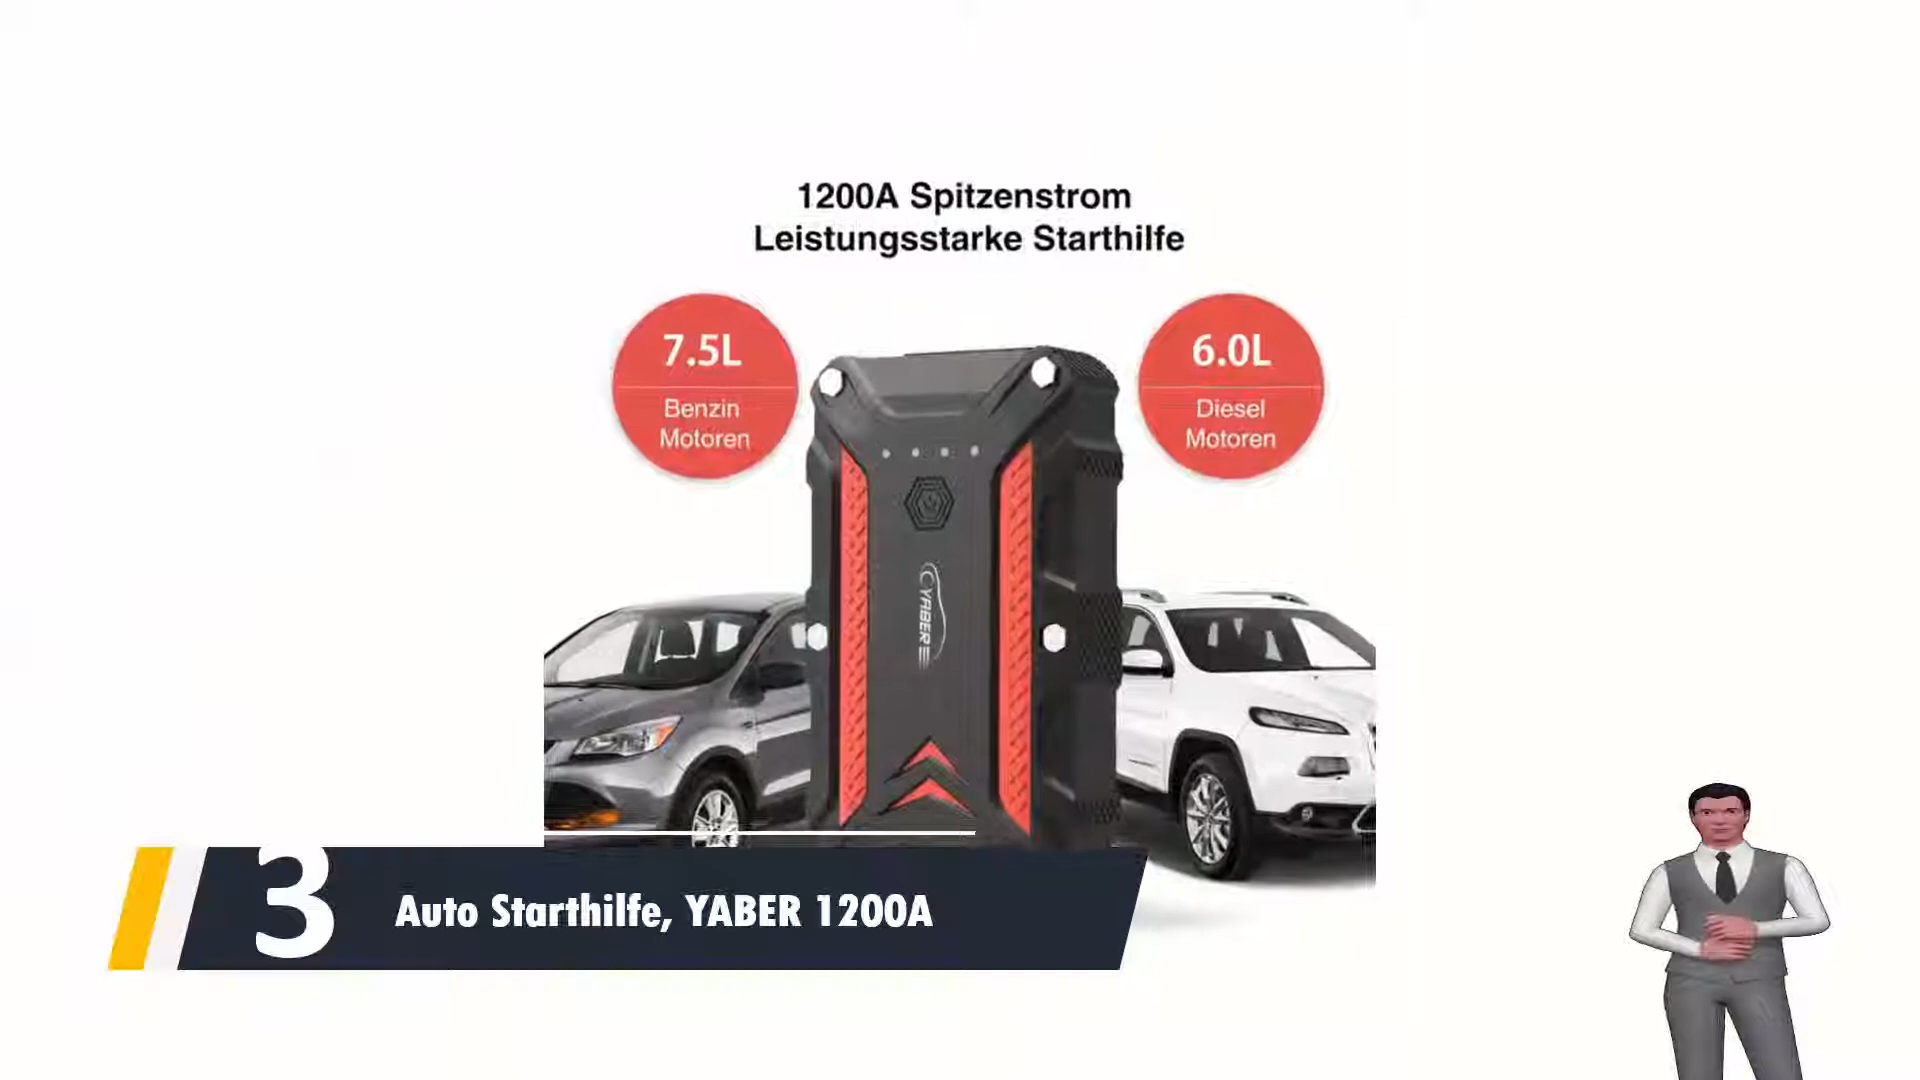 1200A Spitzenstrom
Leistungsstarke Starthilfe
7.5L
Benzin
Motoren
6.0L
Diesel
Motoren
YABER
3
Auto Starthilfe, YABER 1200A